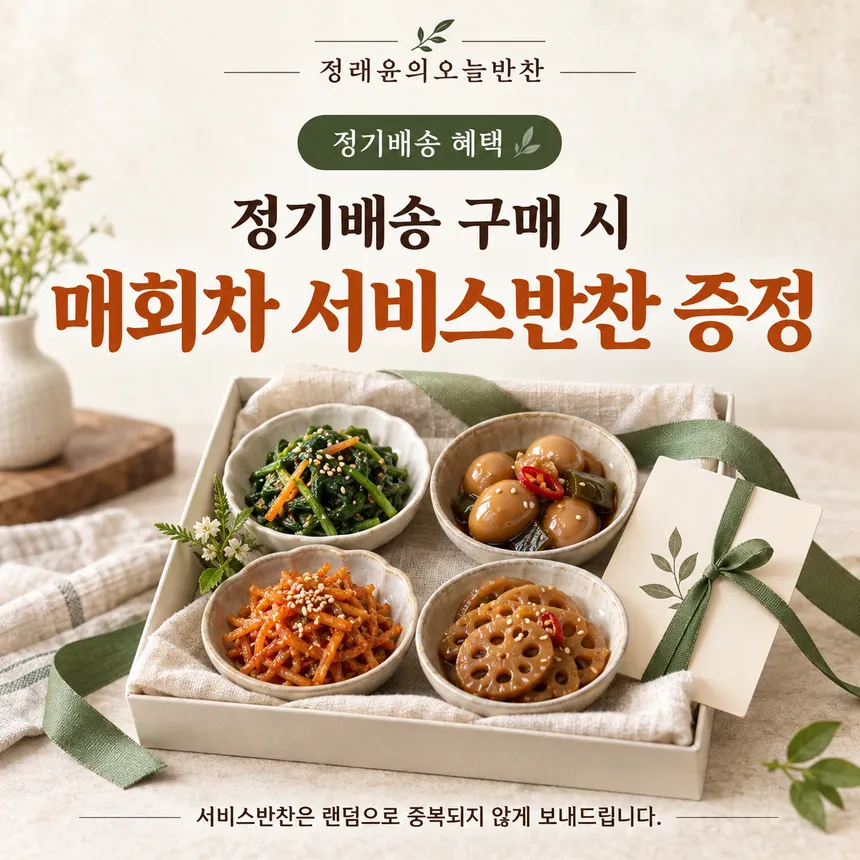 정래윤의오늘반찬
정기배송 혜택
정기배송 구매 시
매회차 서비스반찬 증정
서비스반찬은 랜덤으로 중복되지 않게 보내드립니다.